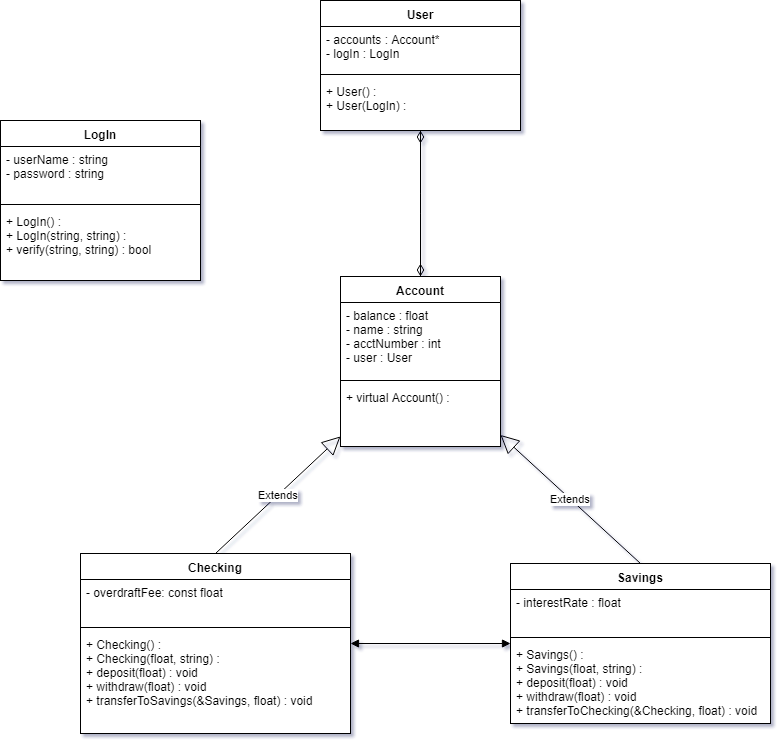 User
- accounts : Account*
- logIn : LogIn
+ User() :
+ User(LogIn) :
LogIn
- userName : string
- password : string
+ LogIn() :
+ LogIn(string, string) :
+ verify(string, string) : bool
Account
- balance : float
- name : string
- acctNumber : int
- user : User
+ virtual Account() :
Extends
Extends
Checking
- overdraftFee: const float
+ Checking() :
+ Checking(float, string) :
+ deposit(float) : void
+ withdraw(float) : void
+ transferToSavings(&Savings, float) : void
Savings
- interestRate : float
+ Savings() :
+ Savings(float, string) :
+ deposit(float) : void
+ withdraw(float) : void
+ transferToChecking(&Checking, float) : void